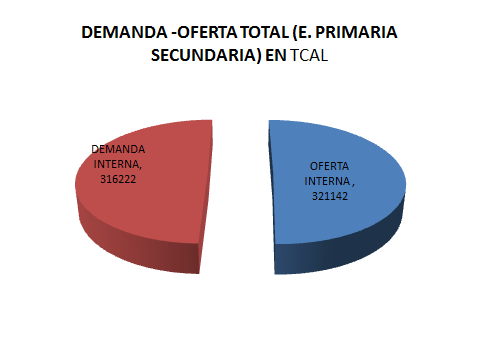 DEMANDA -OFERTA TOTAL (E. PRIMARIA
SECUNDARIA) EN TCAL
DEMANDA
INTERNA,
316222
OFERTA
INTERNA ,
321142